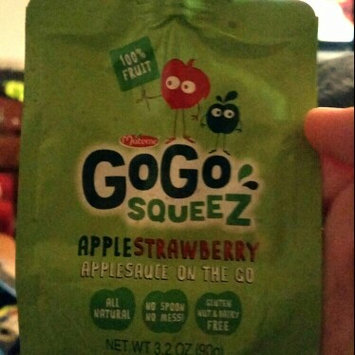 100%
FRUIT
Materne
GOGO
SQUEEZ
APPLESTRAWBERRY
APPLESAUCE ON THE GO
ALL NATURAL
NO SPOON NO MESS!
GLUTEN NUT & DAIRY FREE
NET WT 3.2 OZ (90g)